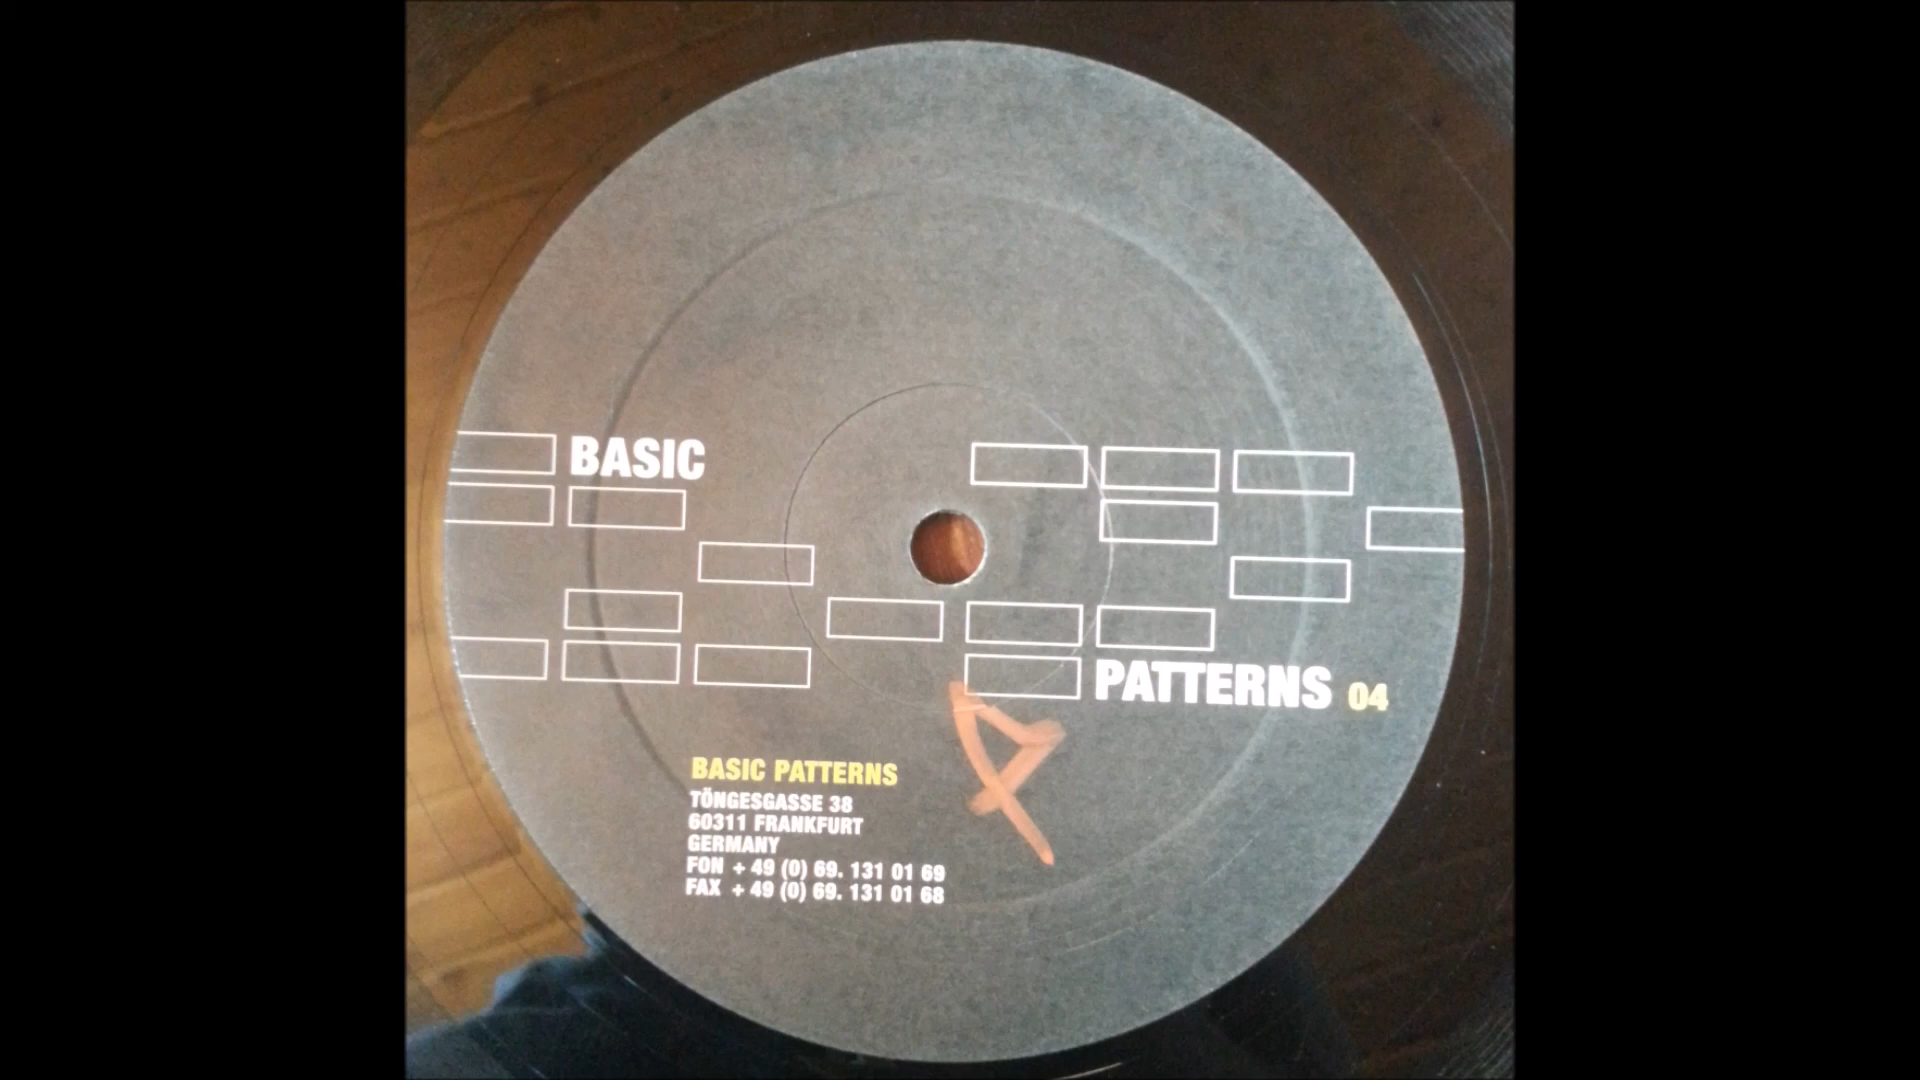 BASIC
PATTERNS 04
BASIC PATTERNS
TÖNGESGASSE 38
60311 FRANKFURT
GERMANY
FON + 49 (0) 69. 131 01 69
FAX + 49 (0) 69. 131 01 68